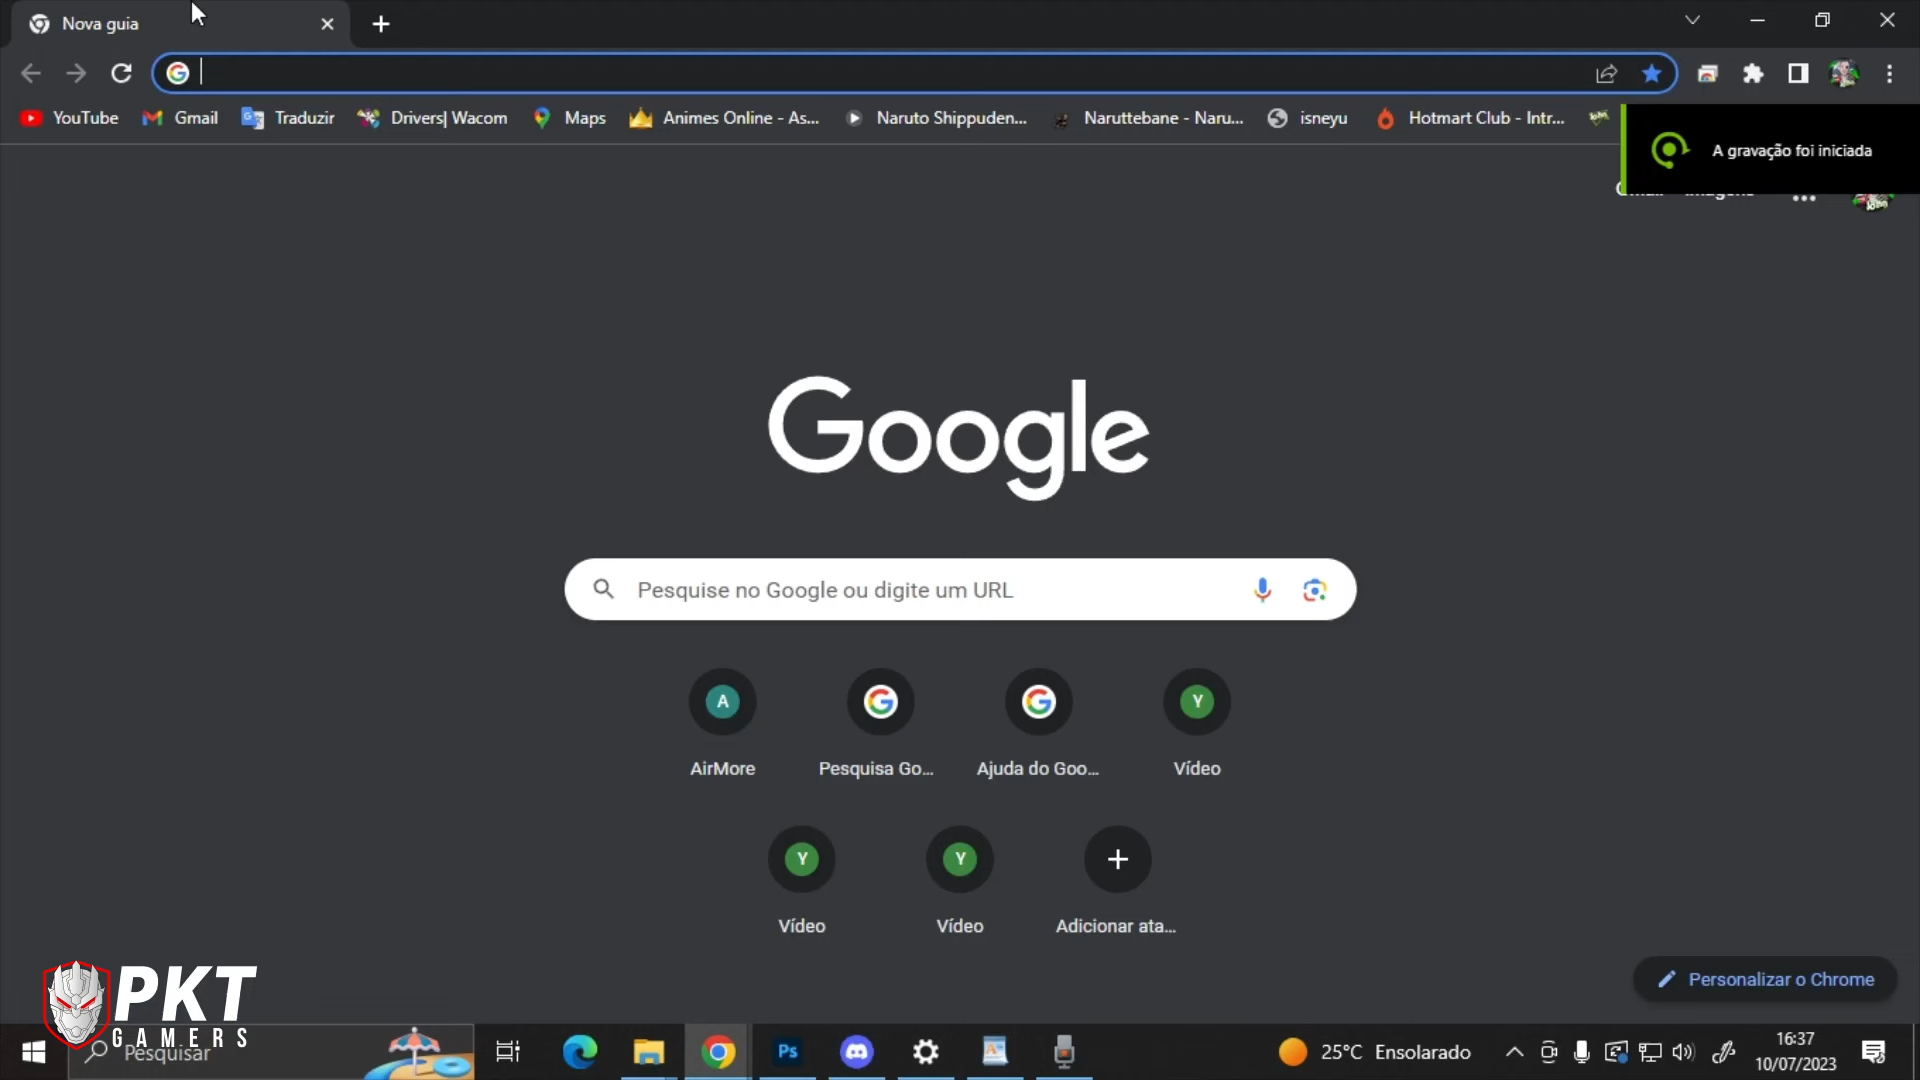 Nova guia
YouTube
Gmail
Traduzir
Drivers| Wacom
Maps
Animes Online - As...
Naruto Shippuden...
Naruttebane - Naru...
isneyu
Hotmart Club - Intr...
A gravação foi iniciada
Google
Pesquise no Google ou digite um URL
A
Y
AirMore
Pesquisa Go...
Ajuda do Goo...
Vídeo
Y
Y
Vídeo
Vídeo
Adicionar ata...
Personalizar o Chrome
PKT
GAMERS
Pesquisar
Ps
25°C Ensolarado
16:37
10/07/2023